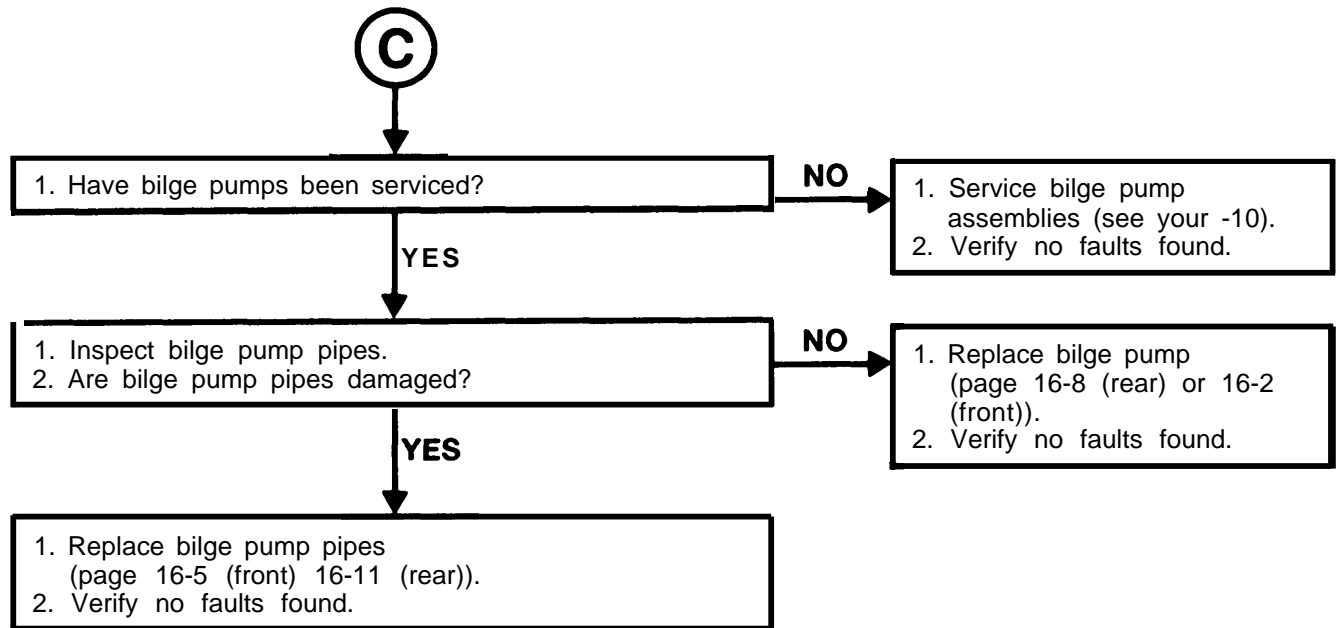 C
1. Have bilge pumps been serviced?
NO
1. Service bilge pump
assemblies (see your -10).
2. Verify no faults found.
YES
1. Inspect bilge pump pipes.
2. Are bilge pump pipes damaged?
NO
1. Replace bilge pump
(page 16-8 (rear) or 16-2
(front)).
2. Verify no faults found.
YES
1. Replace bilge pump pipes
(page 16-5 (front) 16-11 (rear)).
2. Verify no faults found.